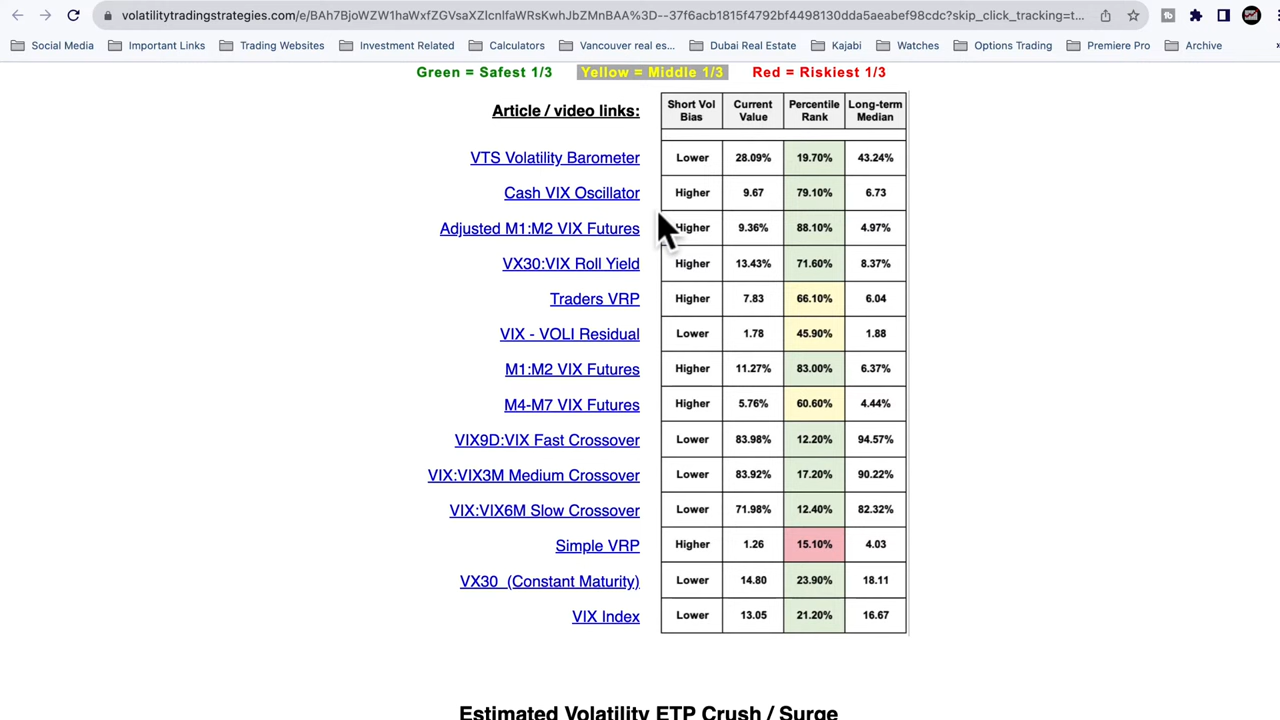 volatilitytradingstrategies.com/e/BAh7BjoWZW1haWxfZGVsaXZlcnlfaWRsKwhJbZMnBAA%3D--37f6acb1815f4792bf4498130dda5aeabef98cdc?skip_click_tracking=t...
Social Media Important Links Trading Websites Investment Related Calculators Vancouver real es... Dubai Real Estate Kajabi Watches Options Trading Premiere Pro Archive
Green = Safest 1/3 Yellow = Middle 1/3 Red = Riskiest 1/3
Article / video links: Short Vol Bias Current Value Percentile Rank Long-term Median
VTS Volatility Barometer Lower 28.09% 19.70% 43.24%
Cash VIX Oscillator Higher 9.67 79.10% 6.73
Adjusted M1:M2 VIX Futures Higher 9.36% 88.10% 4.97%
VX30:VIX Roll Yield Higher 13.43% 71.60% 8.37%
Traders VRP Higher 7.83 66.10% 6.04
VIX - VOLI Residual Lower 1.78 45.90% 1.88
M1:M2 VIX Futures Higher 11.27% 83.00% 6.37%
M4-M7 VIX Futures Higher 5.76% 60.60% 4.44%
VIX9D:VIX Fast Crossover Lower 83.98% 12.20% 94.57%
VIX:VIX3M Medium Crossover Lower 83.92% 17.20% 90.22%
VIX:VIX6M Slow Crossover Lower 71.98% 12.40% 82.32%
Simple VRP Higher 1.26 15.10% 4.03
VX30 (Constant Maturity) Lower 14.80 23.90% 18.11
VIX Index Lower 13.05 21.20% 16.67
Estimated Volatility ETP Crush / Surge